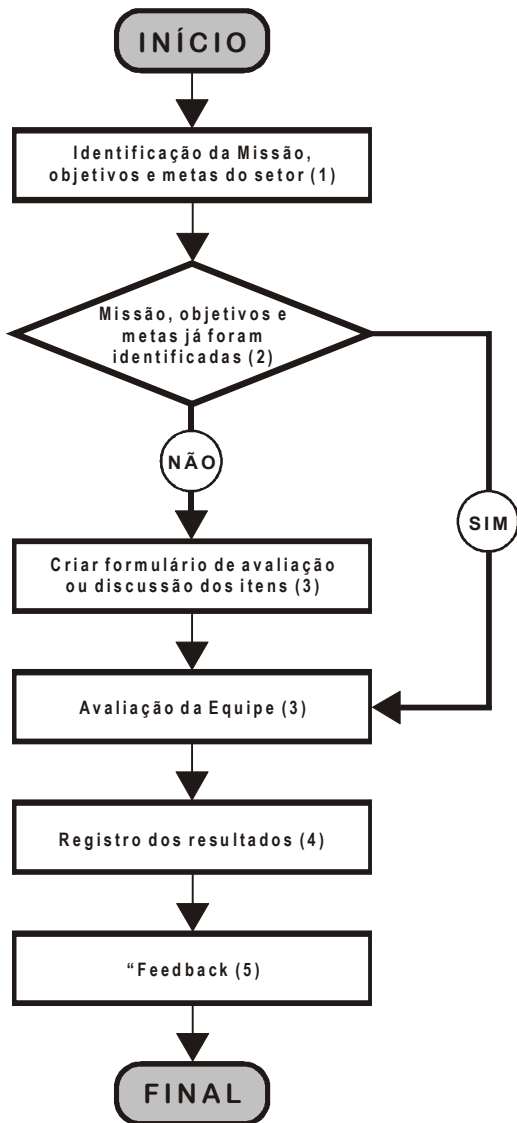 INÍCIO
Identificação da Missão,
objetivos e metas do setor (1)
Missão, objetivos e
metas já foram
identificadas (2)
NÃO
SIM
Criar formulário de avaliação
ou discussão dos itens (3)
Avaliação da Equipe (3)
Registro dos resultados (4)
“Feedback (5)
FINAL